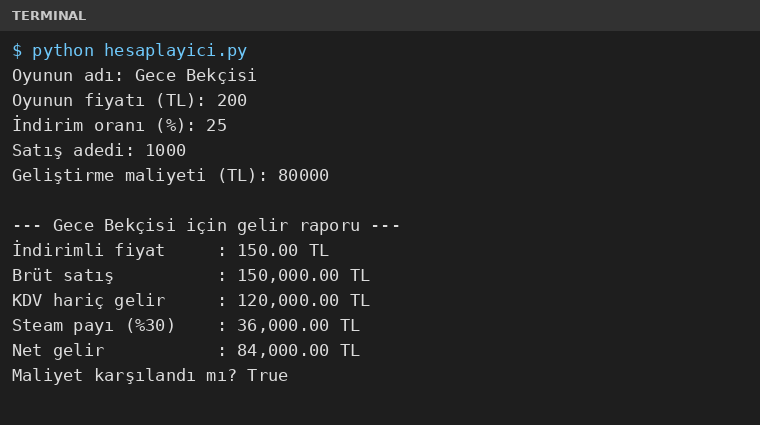 TERMINAL
$ python hesaplayici.py
Oyunun adı: Gece Bekçisi
Oyunun fiyatı (TL): 200
İndirim oranı (%): 25
Satış adedi: 1000
Geliştirme maliyeti (TL): 80000
--- Gece Bekçisi için gelir raporu ---
İndirimli fiyat     : 150.00 TL
Brüt satış          : 150,000.00 TL
KDV hariç gelir     : 120,000.00 TL
Steam payı (%30)    : 36,000.00 TL
Net gelir           : 84,000.00 TL
Maliyet karşılandı mı? True